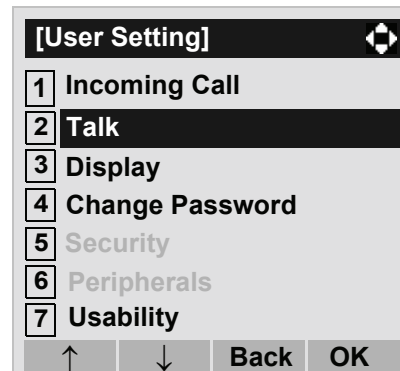 [User Setting]
1 Incoming Call
2 Talk
3 Display
4 Change Password
5 Security
6 Peripherals
7 Usability
↑ ↓ Back OK